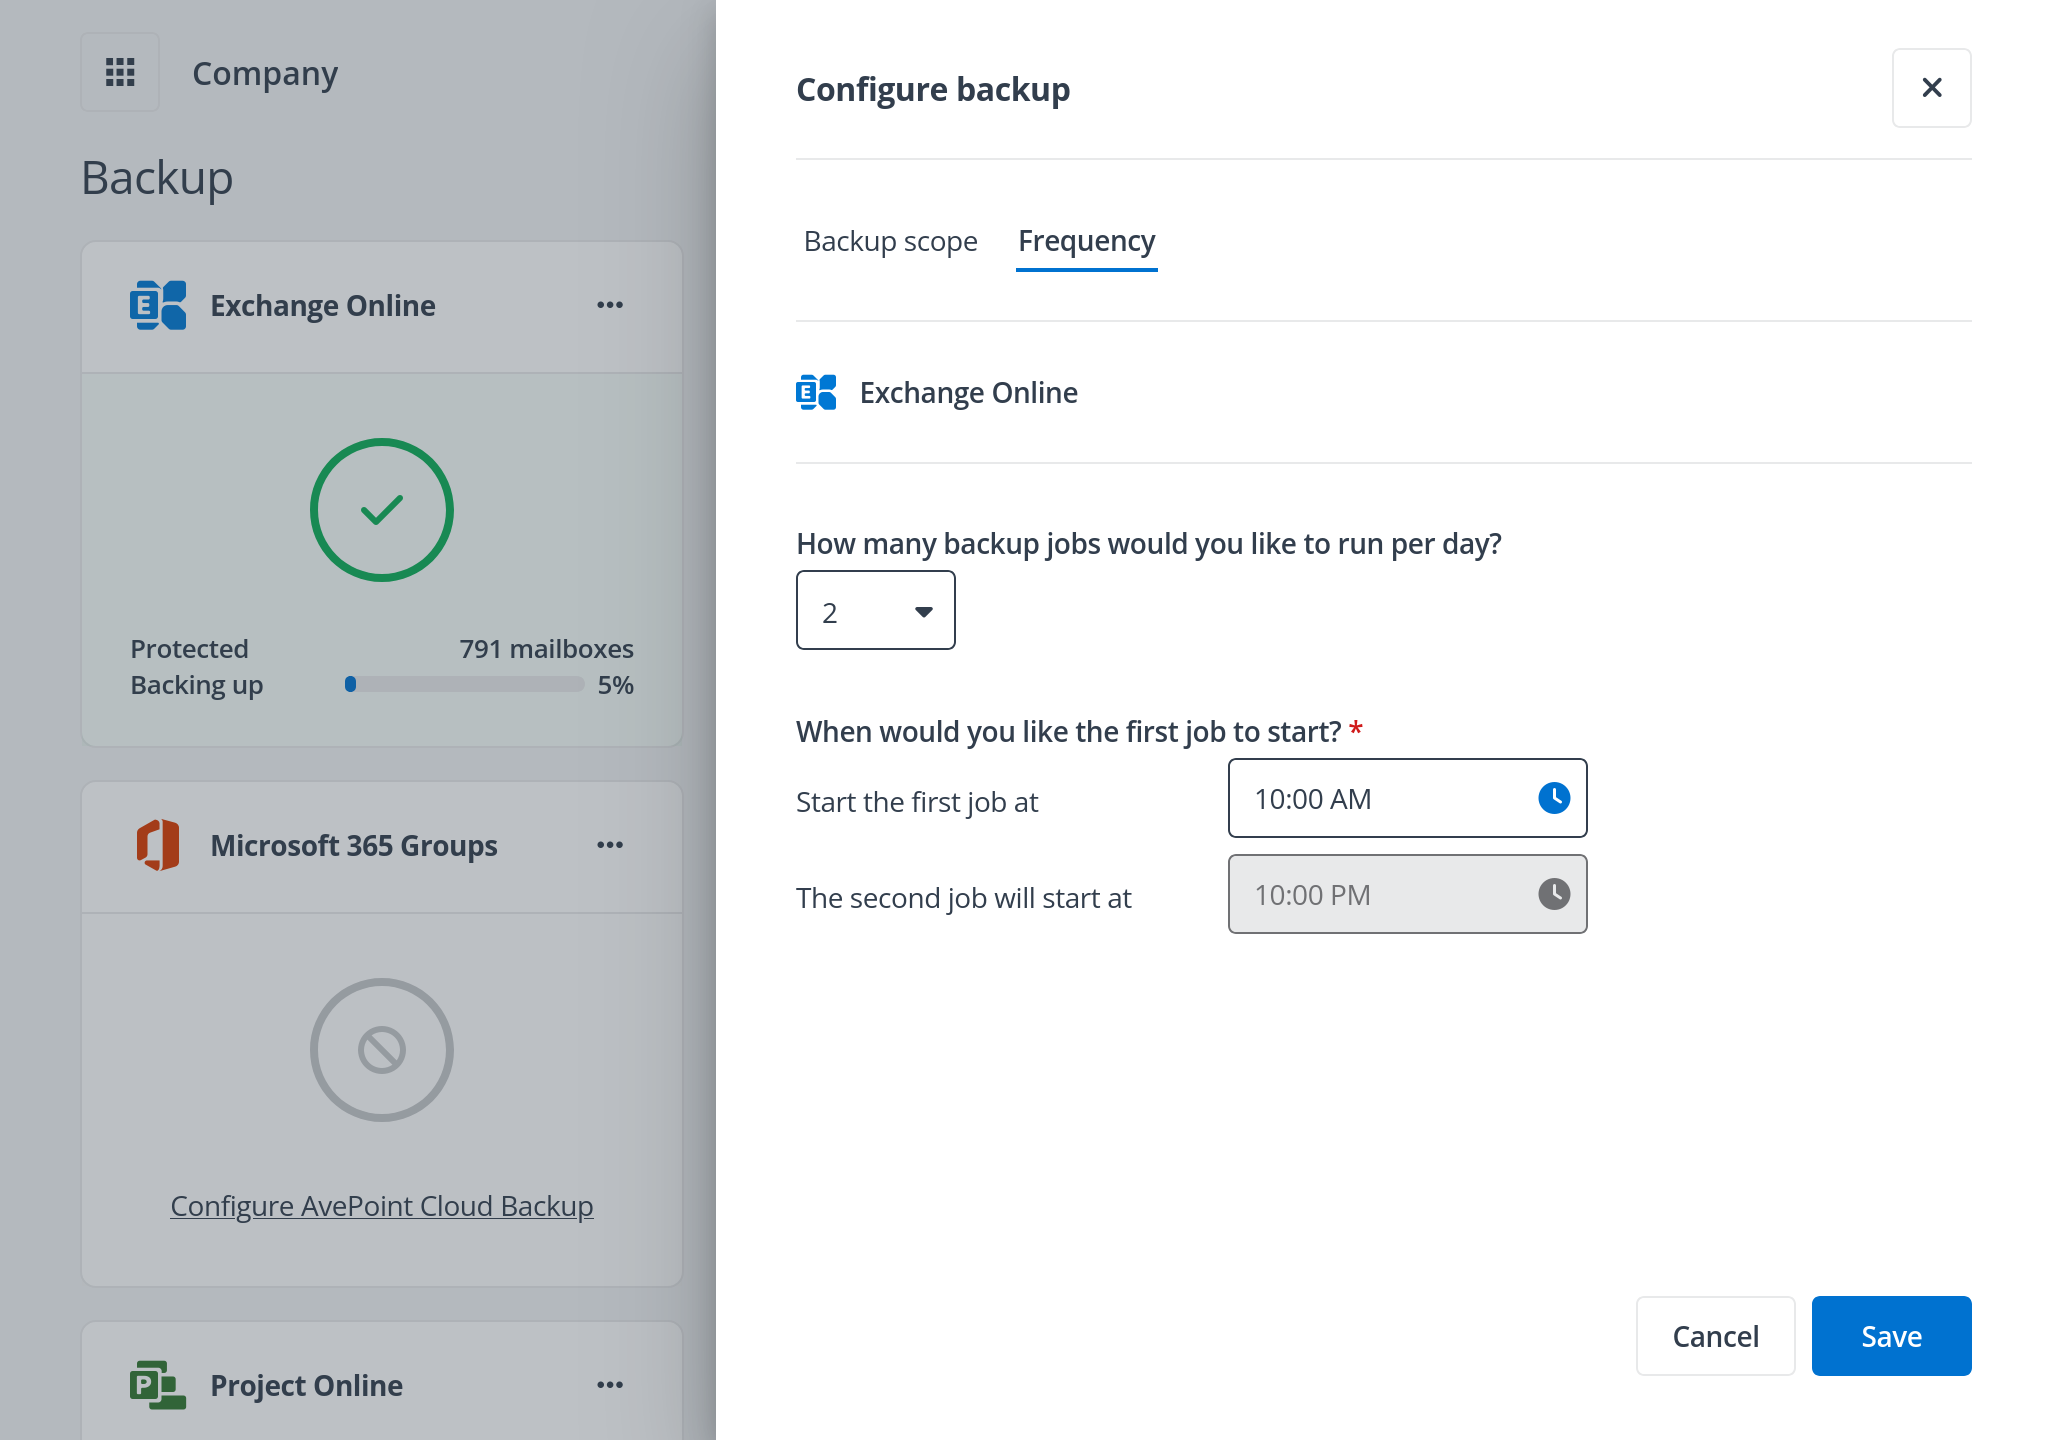 Company
Backup
Exchange Online
Protected 791 mailboxes
Backing up 5%
Microsoft 365 Groups
Configure AvePoint Cloud Backup
Project Online
Configure backup
Backup scope Frequency
Exchange Online
How many backup jobs would you like to run per day?
2
When would you like the first job to start? *
Start the first job at 10:00 AM
The second job will start at 10:00 PM
Cancel Save